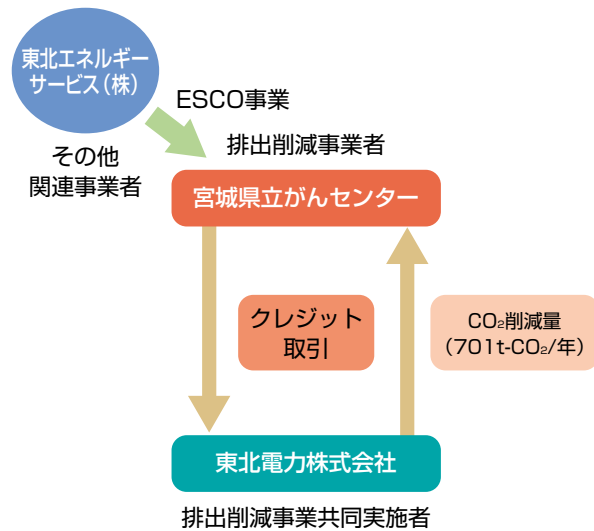 東北エネルギー
サービス(株)
ESCO事業
その他
関連事業者
排出削減事業者
宮城県立がんセンター
クレジット
取引
CO₂削減量
(701t-CO₂/年)
東北電力株式会社
排出削減事業共同実施者